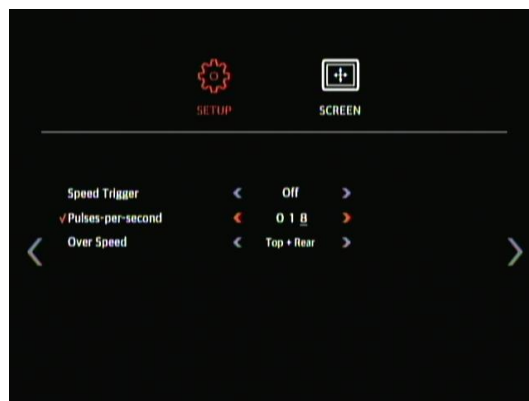 SETUP SCREEN
Speed Trigger Off
Pulses-per-second 0 1 8
Over Speed Top + Rear